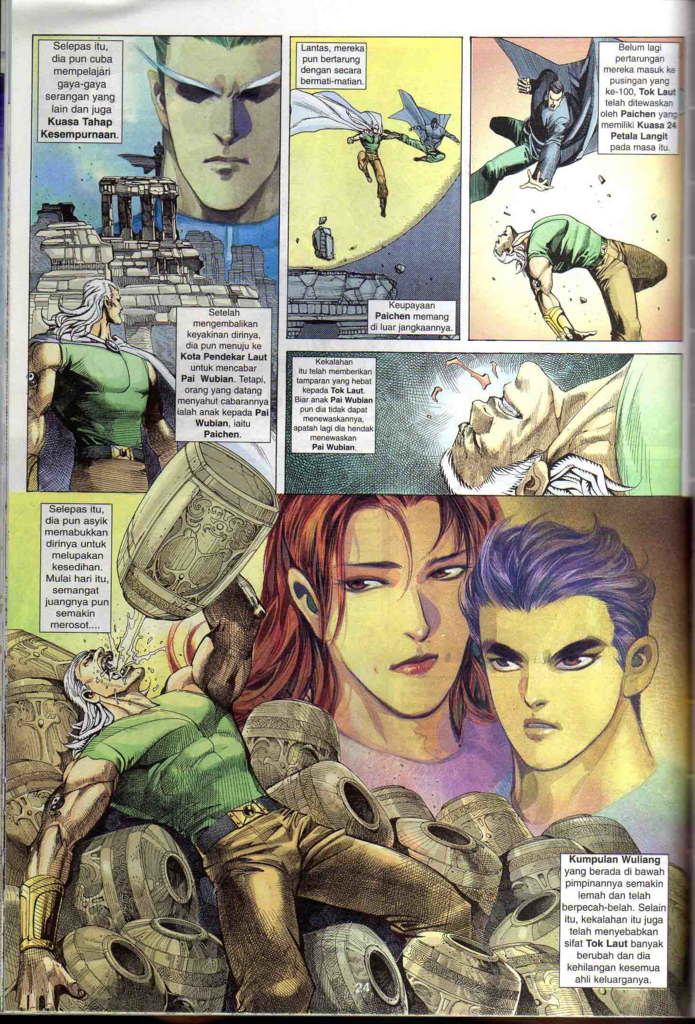 Selepas itu,
dia pun cuba
mempelajari
gaya-gaya
serangan yang
lain dan juga
Kuasa Tahap
Kesempurnaan.
Setelah
mengembalikan
keyakinan dirinya,
dia pun menuju ke
Kota Pendekar Laut
untuk mencabar
Pai Wubian. Tetapi,
orang yang datang
menyahut cabarannya
ialah anak kepada Pai
Wubian, iaitu
Paichen.
Lantas, mereka
pun bertarung
dengan secara
bermati-matian.
Keupayaan
Paichen memang
di luar jangkaannya.
Belum lagi
pertarungan
mereka masuk ke
pusingan yang
ke-100, Tok Laut
telah ditewaskan
oleh Paichen yang
memiliki Kuasa 24
Petala Langit
pada masa itu.
Kekalahan
itu telah memberikan
tamparan yang hebat
kepada Tok Laut.
Biar anak Pai Wubian
pun dia tidak dapat
menewaskannya,
apatah lagi dia hendak
menewaskan
Pai Wubian.
Selepas itu,
dia pun asyik
memabukkan
dirinya untuk
melupakan
kesedihan.
Mulai hari itu,
semangat
juangnya pun
semakin
merosot....
Kumpulan Wuliang
yang berada di bawah
pimpinannya semakin
lemah dan telah
berpecah-belah. Selain
itu, kekalahan itu juga
telah menyebabkan
sifat Tok Laut banyak
berubah dan dia
kehilangan kesemua
ahli keluarganya.
24